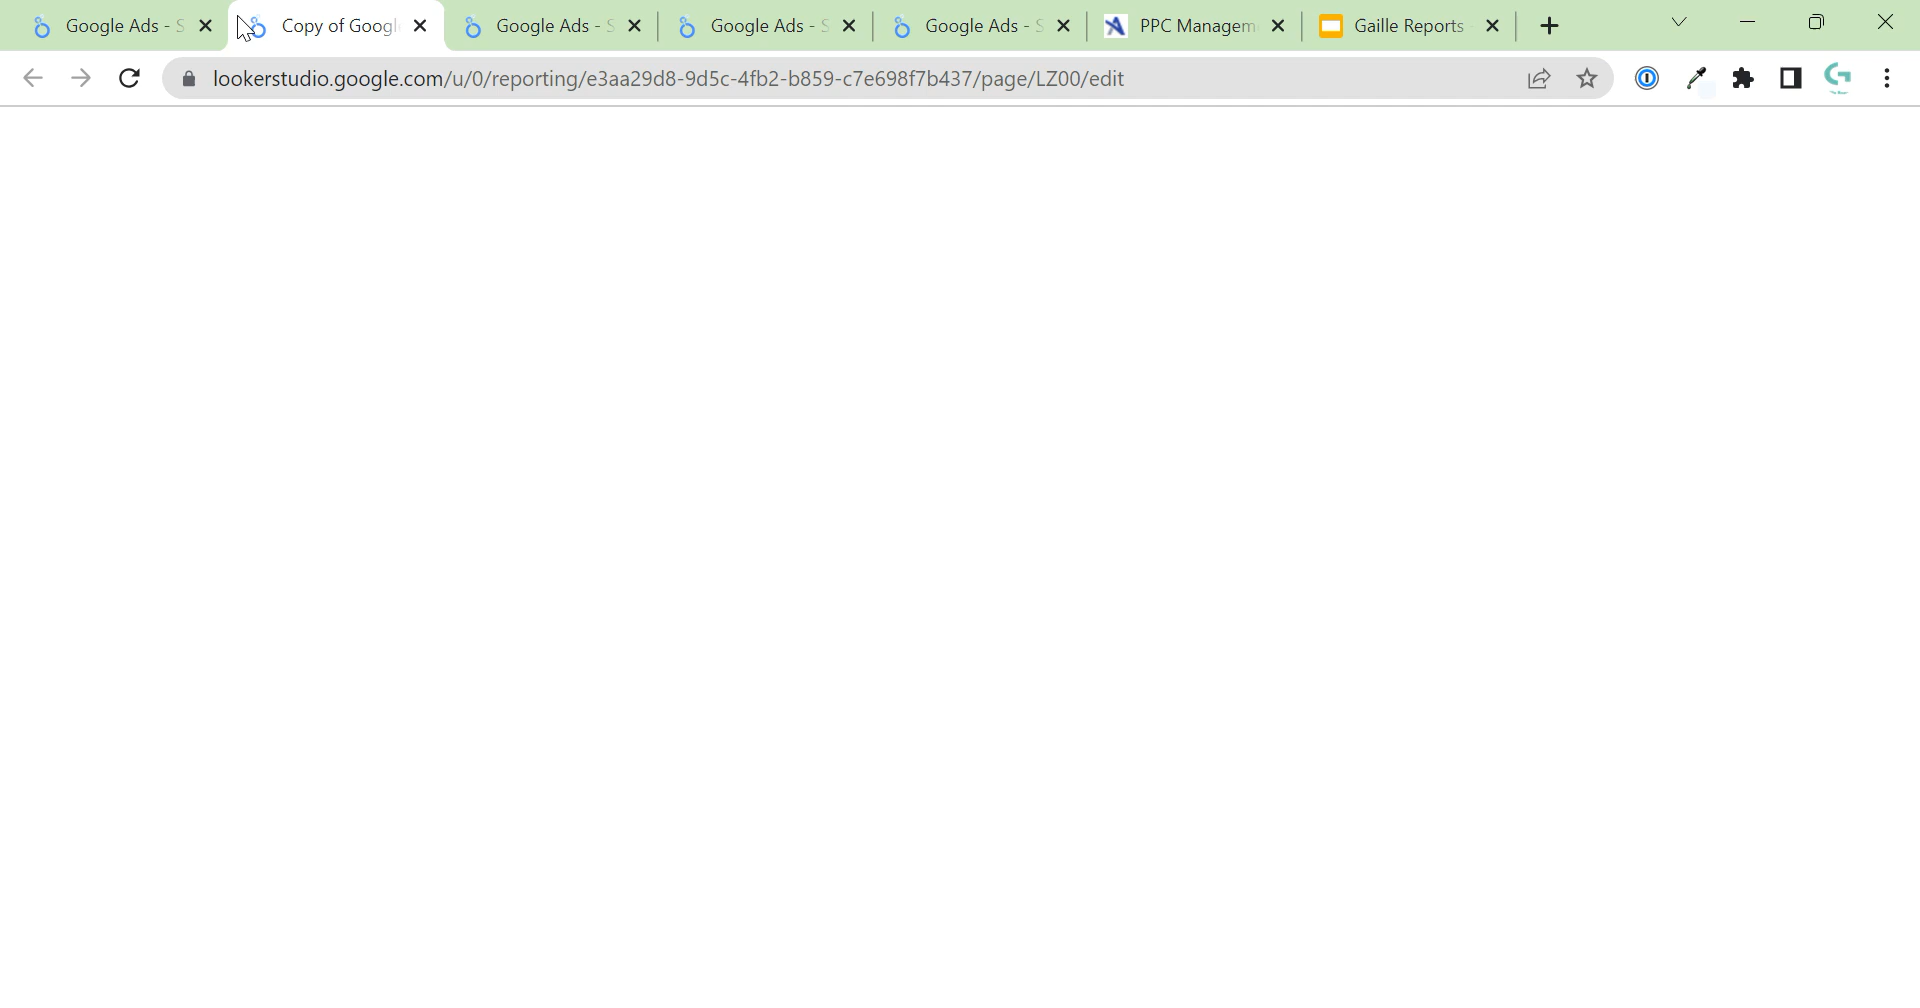 Google Ads - S
Copy of Googl
Google Ads - S
Google Ads - S
Google Ads - S
PPC Managem
Gaille Reports
lookerstudio.google.com/u/0/reporting/e3aa29d8-9d5c-4fb2-b859-c7e698f7b437/page/LZ00/edit